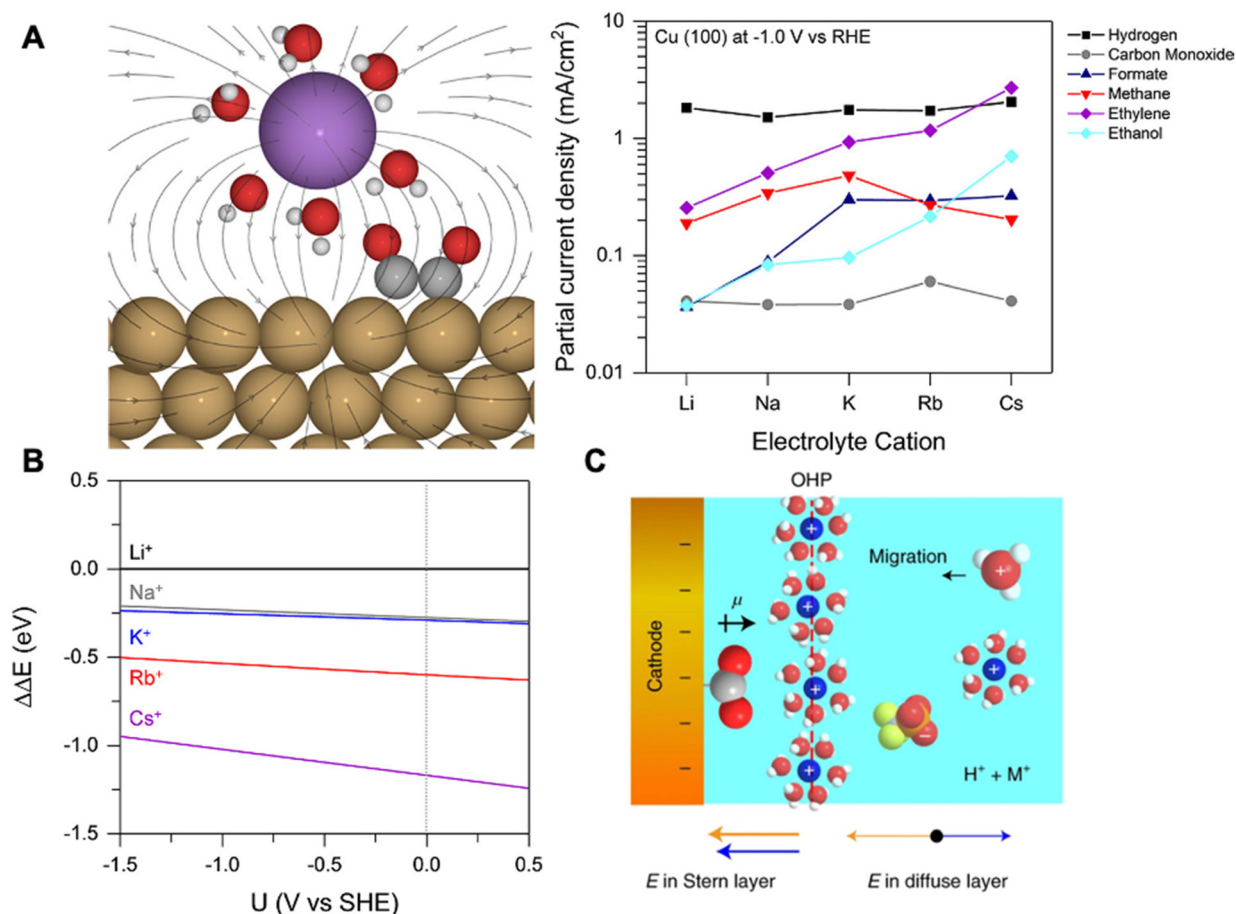 A
Partial current density (mA/cm²)
10
1
0.1
0.01
Cu (100) at -1.0 V vs RHE
Li Na K Rb Cs
Electrolyte Cation
Hydrogen
Carbon Monoxide
Formate
Methane
Ethylene
Ethanol
B
ΔΔE (eV)
0.5
0.0
-0.5
-1.0
-1.5
Li⁺
Na⁺
K⁺
Rb⁺
Cs⁺
-1.5 -1.0 -0.5 0.0 0.5
U (V vs SHE)
C
OHP
Cathode
− − − − − −
μ
+ + + +
Migration
+
+
−
H⁺ + M⁺
E in Stern layer
E in diffuse layer